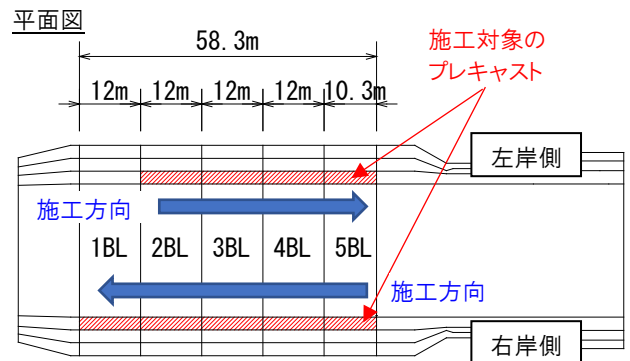 平面図
58.3m
12m 12m 12m 12m 10.3m
施工対象の
プレキャスト
左岸側
施工方向
1BL 2BL 3BL 4BL 5BL
施工方向
右岸側